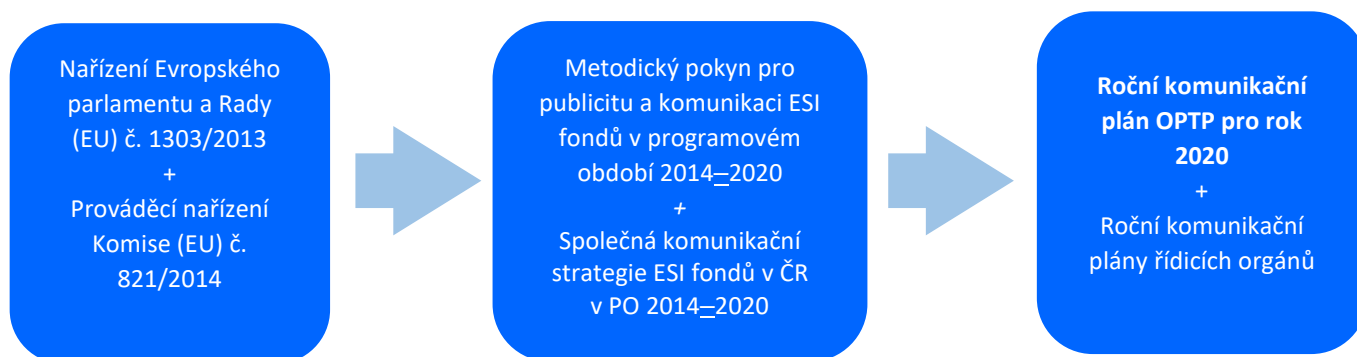 Nařízení Evropského
parlamentu a Rady
(EU) č. 1303/2013
+
Prováděcí nařízení
Komise (EU) č.
821/2014
Metodický pokyn pro
publicitu a komunikaci ESI
fondů v programovém
období 2014–2020
+
Společná komunikační
strategie ESI fondů v ČR
v PO 2014–2020
Roční komunikační
plán OPTP pro rok
2020
+
Roční komunikační
plány řídicích orgánů